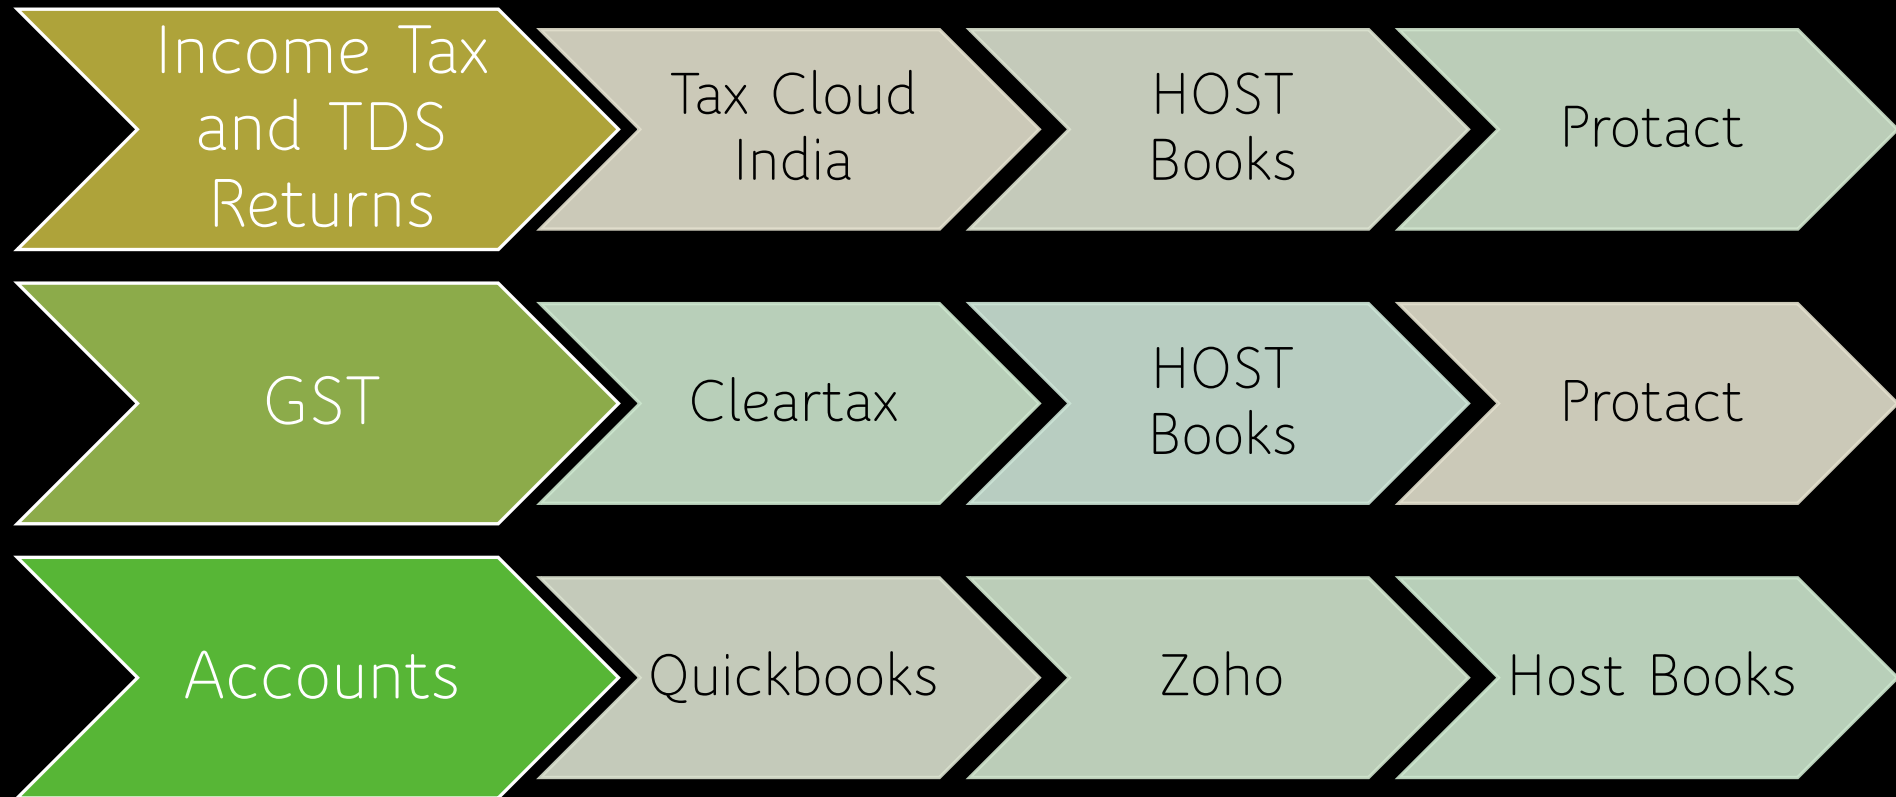 Income Tax
and TDS
Returns
Tax Cloud
India
HOST
Books
Protact
GST
Cleartax
HOST
Books
Protact
Accounts
Quickbooks
Zoho
Host Books